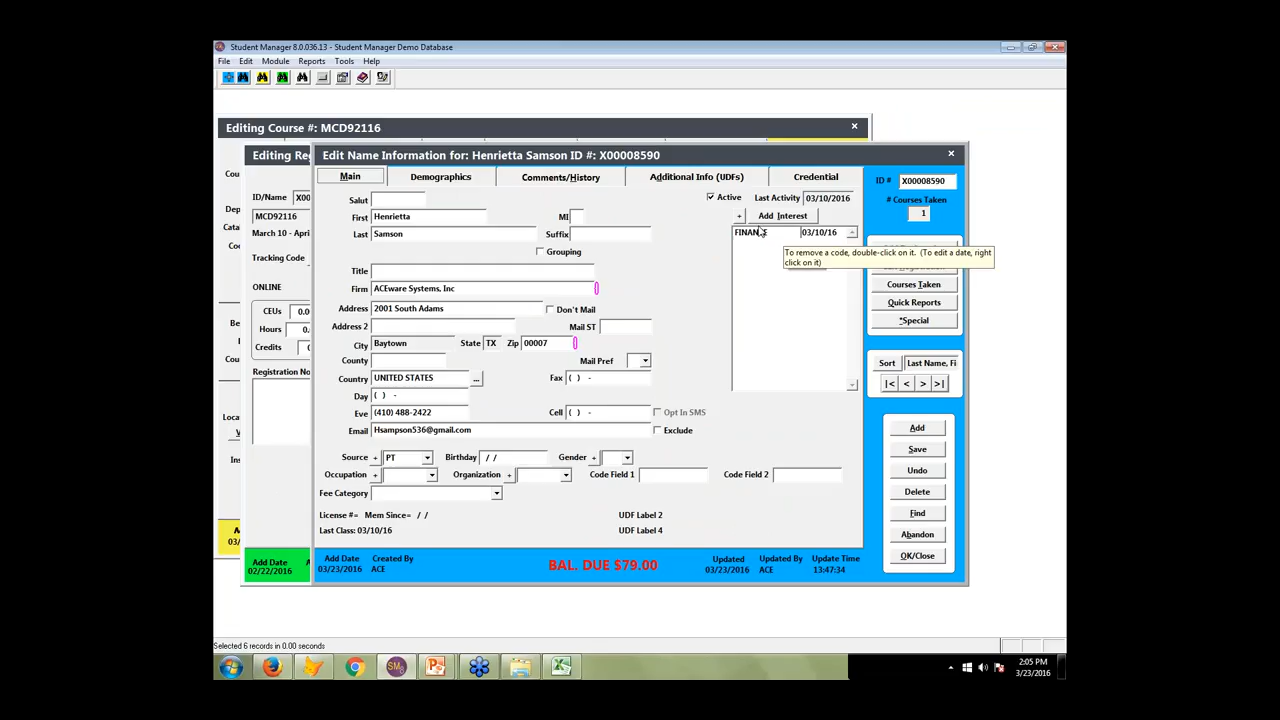 Student Manager 8.0.036.13 - Student Manager Demo Database
File Edit Module Reports Tools Help
Editing Course #: MCD92116
Editing Re
ID/Name X00
MCD92116
March 10 - April
Tracking Code
ONLINE
CEUs 0.0
Hours 0.
Credits (
Registration No
Add Date
02/22/2016
03/
Edit Name Information for: Henrietta Samson ID #: X00008590
Main Demographics Comments/History Additional Info (UDFs) Credential
Salut
First Henrietta MI
Last Samson Suffix
Grouping
Title
Firm ACEware Systems, Inc
Address 2001 South Adams Don't Mail
Address 2 Mail ST
City Baytown State TX Zip 00007
County Mail Pref
Country UNITED STATES ... Fax ( ) -
Day ( ) -
Eve (410) 488-2422 Cell ( ) - Opt In SMS
Email Hsampson536@gmail.com Exclude
Source + PT Birthday / / Gender +
Occupation + Organization + Code Field 1 Code Field 2
Fee Category
License #= Mem Since= / / UDF Label 2
Last Class: 03/10/16 UDF Label 4
Active Last Activity 03/10/2016
+ Add Interest
FINANCE 03/10/16
To remove a code, double-click on it. (To edit a date, right
click on it)
ID # X00008590
# Courses Taken
1
Courses Taken
Quick Reports
*Special
Sort Last Name, Fi
|< < > >|
Add
Save
Undo
Delete
Find
Abandon
OK/Close
Add Date Created By
03/23/2016 ACE
BAL. DUE $79.00
Updated Updated By Update Time
03/23/2016 ACE 13:47:34
Selected 6 records in 0.00 seconds
2:05 PM
3/23/2016